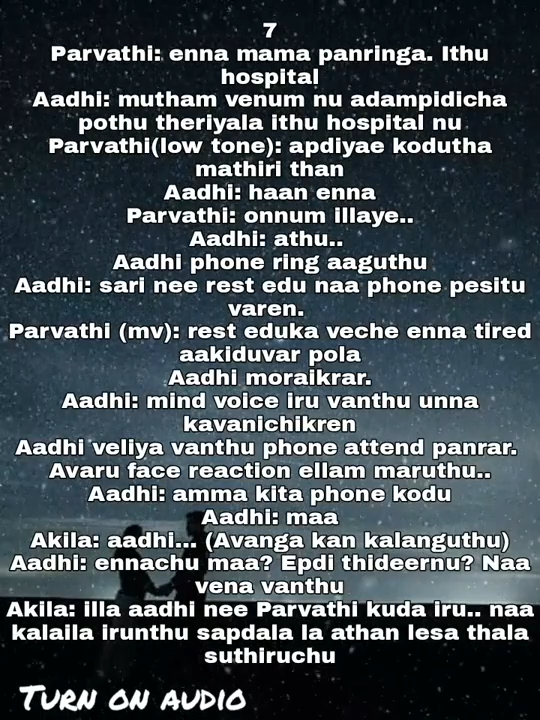 7
Parvathi: enna mama panringa. Ithu
hospital
Aadhi: mutham venum nu adampidicha
pothu theriyala ithu hospital nu
Parvathi(low tone): apdiyae kodutha
mathiri than
Aadhi: haan enna
Parvathi: onnum illaye..
Aadhi: athu..
Aadhi phone ring aaguthu
Aadhi: sari nee rest edu naa phone pesitu
varen.
Parvathi (mv): rest eduka veche enna tired
aakiduvar pola
Aadhi moraikrar.
Aadhi: mind voice iru vanthu unna
kavanichikren
Aadhi veliya vanthu phone attend panrar.
Avaru face reaction ellam maruthu..
Aadhi: amma kita phone kodu
Aadhi: maa
Akila: aadhi... (Avanga kan kalanguthu)
Aadhi: ennachu maa? Epdi thideernu? Naa
vena vanthu
Akila: illa aadhi nee Parvathi kuda iru.. naa
kalaila irunthu sapdala la athan lesa thala
suthiruchu
Turn on audio